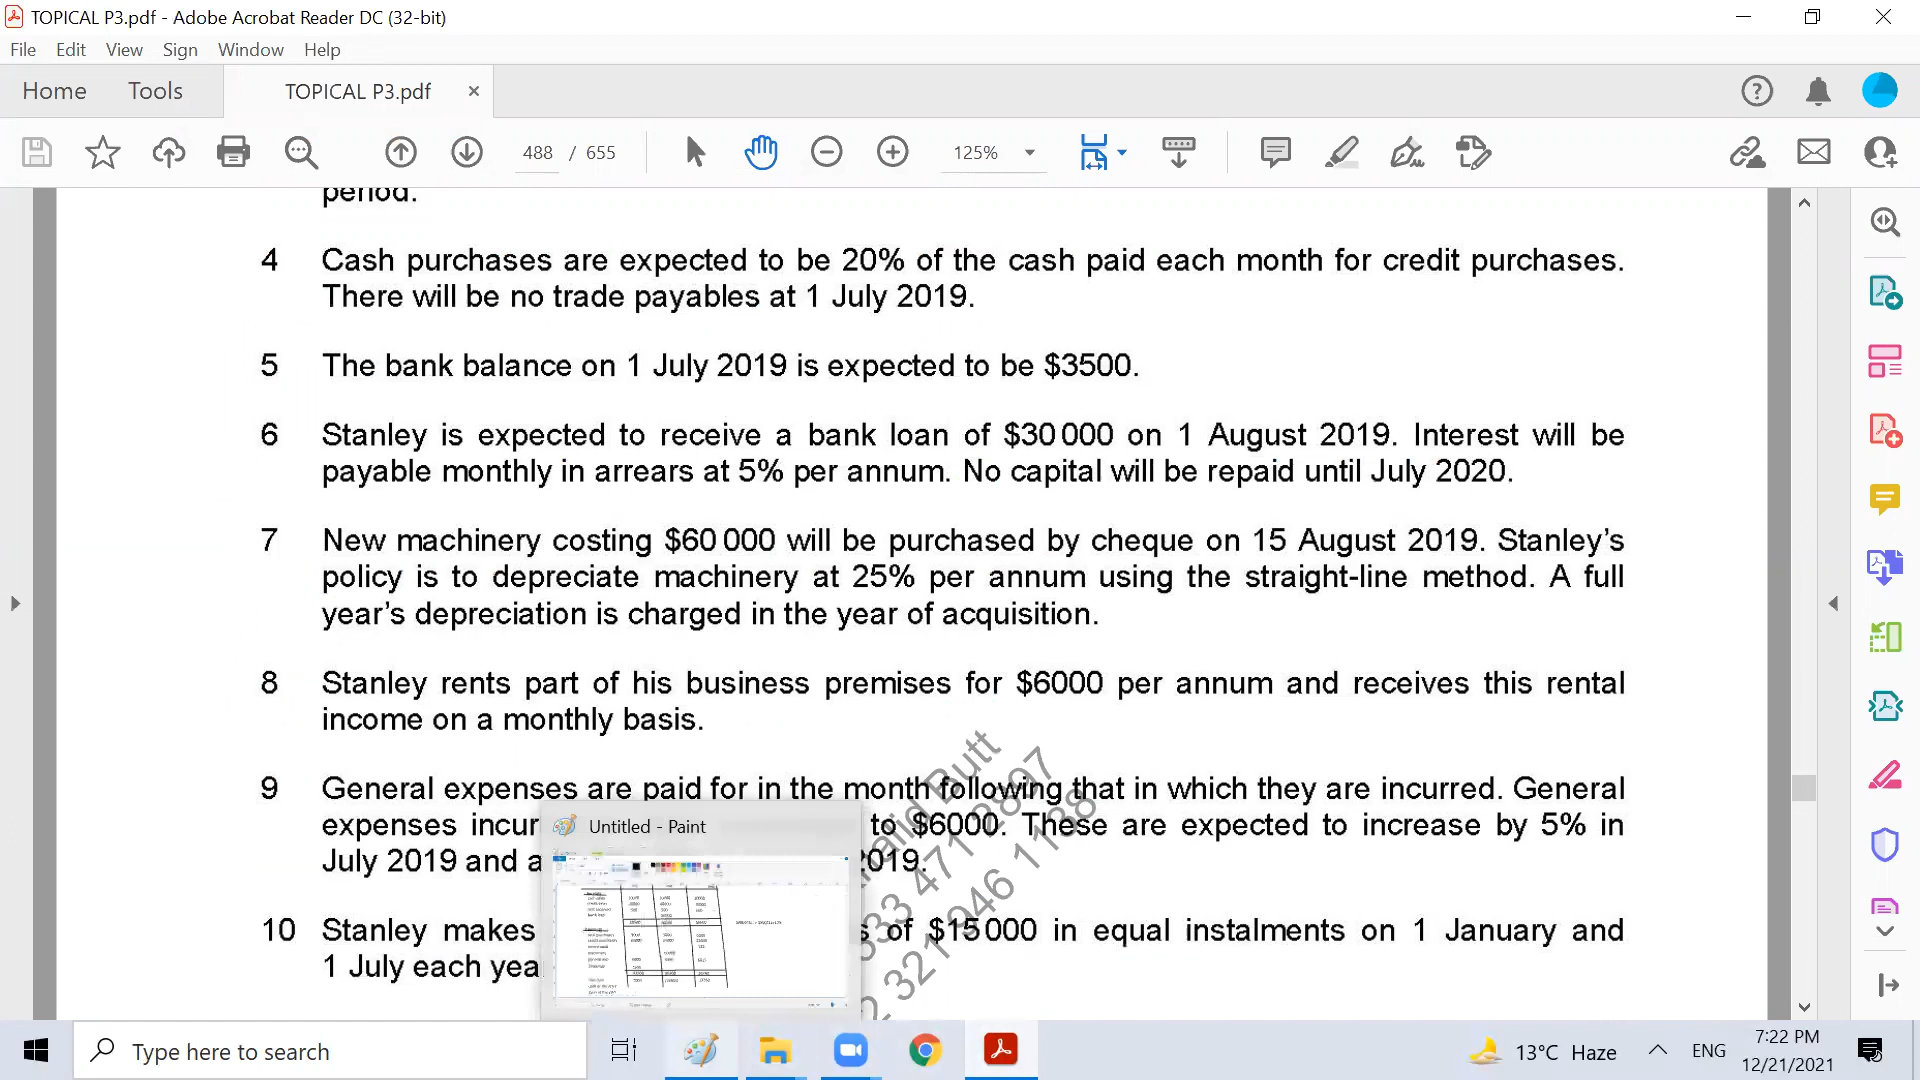 TOPICAL P3.pdf - Adobe Acrobat Reader DC (32-bit)
File Edit View Sign Window Help
Home Tools TOPICAL P3.pdf ×
488 / 655 125%
period.
4 Cash purchases are expected to be 20% of the cash paid each month for credit purchases.
There will be no trade payables at 1 July 2019.
5 The bank balance on 1 July 2019 is expected to be $3500.
6 Stanley is expected to receive a bank loan of $30 000 on 1 August 2019. Interest will be
payable monthly in arrears at 5% per annum. No capital will be repaid until July 2020.
7 New machinery costing $60 000 will be purchased by cheque on 15 August 2019. Stanley's
policy is to depreciate machinery at 25% per annum using the straight-line method. A full
year's depreciation is charged in the year of acquisition.
8 Stanley rents part of his business premises for $6000 per annum and receives this rental
income on a monthly basis.
9 General expenses are paid for in the month following that in which they are incurred. General
expenses incur to $6000. These are expected to increase by 5% in
July 2019 and a 2019.
10 Stanley makes of $15 000 in equal instalments on 1 January and
1 July each yea
Untitled - Paint
Butt
333 4712897
321 946 1138
Type here to search
13°C Haze
ENG
7:22 PM
12/21/2021